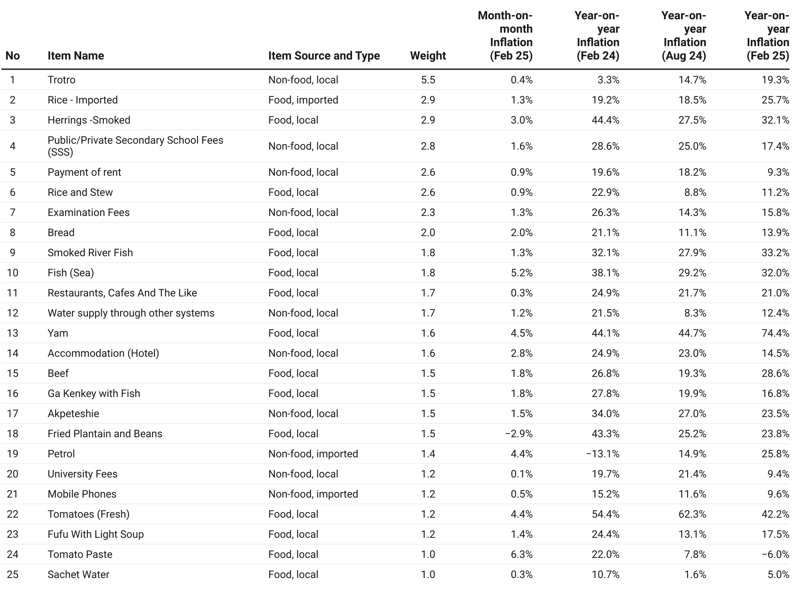 No Item Name Item Source and Type Weight Month-on-month Inflation (Feb 25) Year-on-year Inflation (Feb 24) Year-on-year Inflation (Aug 24) Year-on-year Inflation (Feb 25)
1 Trotro Non-food, local 5.5 0.4% 3.3% 14.7% 19.3%
2 Rice - Imported Food, imported 2.9 1.3% 19.2% 18.5% 25.7%
3 Herrings -Smoked Food, local 2.9 3.0% 44.4% 27.5% 32.1%
4 Public/Private Secondary School Fees (SSS) Non-food, local 2.8 1.6% 28.6% 25.0% 17.4%
5 Payment of rent Non-food, local 2.6 0.9% 19.6% 18.2% 9.3%
6 Rice and Stew Food, local 2.6 0.9% 22.9% 8.8% 11.2%
7 Examination Fees Non-food, local 2.3 1.3% 26.3% 14.3% 15.8%
8 Bread Food, local 2.0 2.0% 21.1% 11.1% 13.9%
9 Smoked River Fish Food, local 1.8 1.3% 32.1% 27.9% 33.2%
10 Fish (Sea) Food, local 1.8 5.2% 38.1% 29.2% 32.0%
11 Restaurants, Cafes And The Like Food, local 1.7 0.3% 24.9% 21.7% 21.0%
12 Water supply through other systems Non-food, local 1.7 1.2% 21.5% 8.3% 12.4%
13 Yam Food, local 1.6 4.5% 44.1% 44.7% 74.4%
14 Accommodation (Hotel) Non-food, local 1.6 2.8% 24.9% 23.0% 14.5%
15 Beef Food, local 1.5 1.8% 26.8% 19.3% 28.6%
16 Ga Kenkey with Fish Food, local 1.5 1.8% 27.8% 19.9% 16.8%
17 Akpeteshie Non-food, local 1.5 1.5% 34.0% 27.0% 23.5%
18 Fried Plantain and Beans Food, local 1.5 −2.9% 43.3% 25.2% 23.8%
19 Petrol Non-food, imported 1.4 4.4% −13.1% 14.9% 25.8%
20 University Fees Non-food, local 1.2 0.1% 19.7% 21.4% 9.4%
21 Mobile Phones Non-food, imported 1.2 0.5% 15.2% 11.6% 9.6%
22 Tomatoes (Fresh) Food, local 1.2 4.4% 54.4% 62.3% 42.2%
23 Fufu With Light Soup Food, local 1.2 1.4% 24.4% 13.1% 17.5%
24 Tomato Paste Food, local 1.0 6.3% 22.0% 7.8% −6.0%
25 Sachet Water Food, local 1.0 0.3% 10.7% 1.6% 5.0%